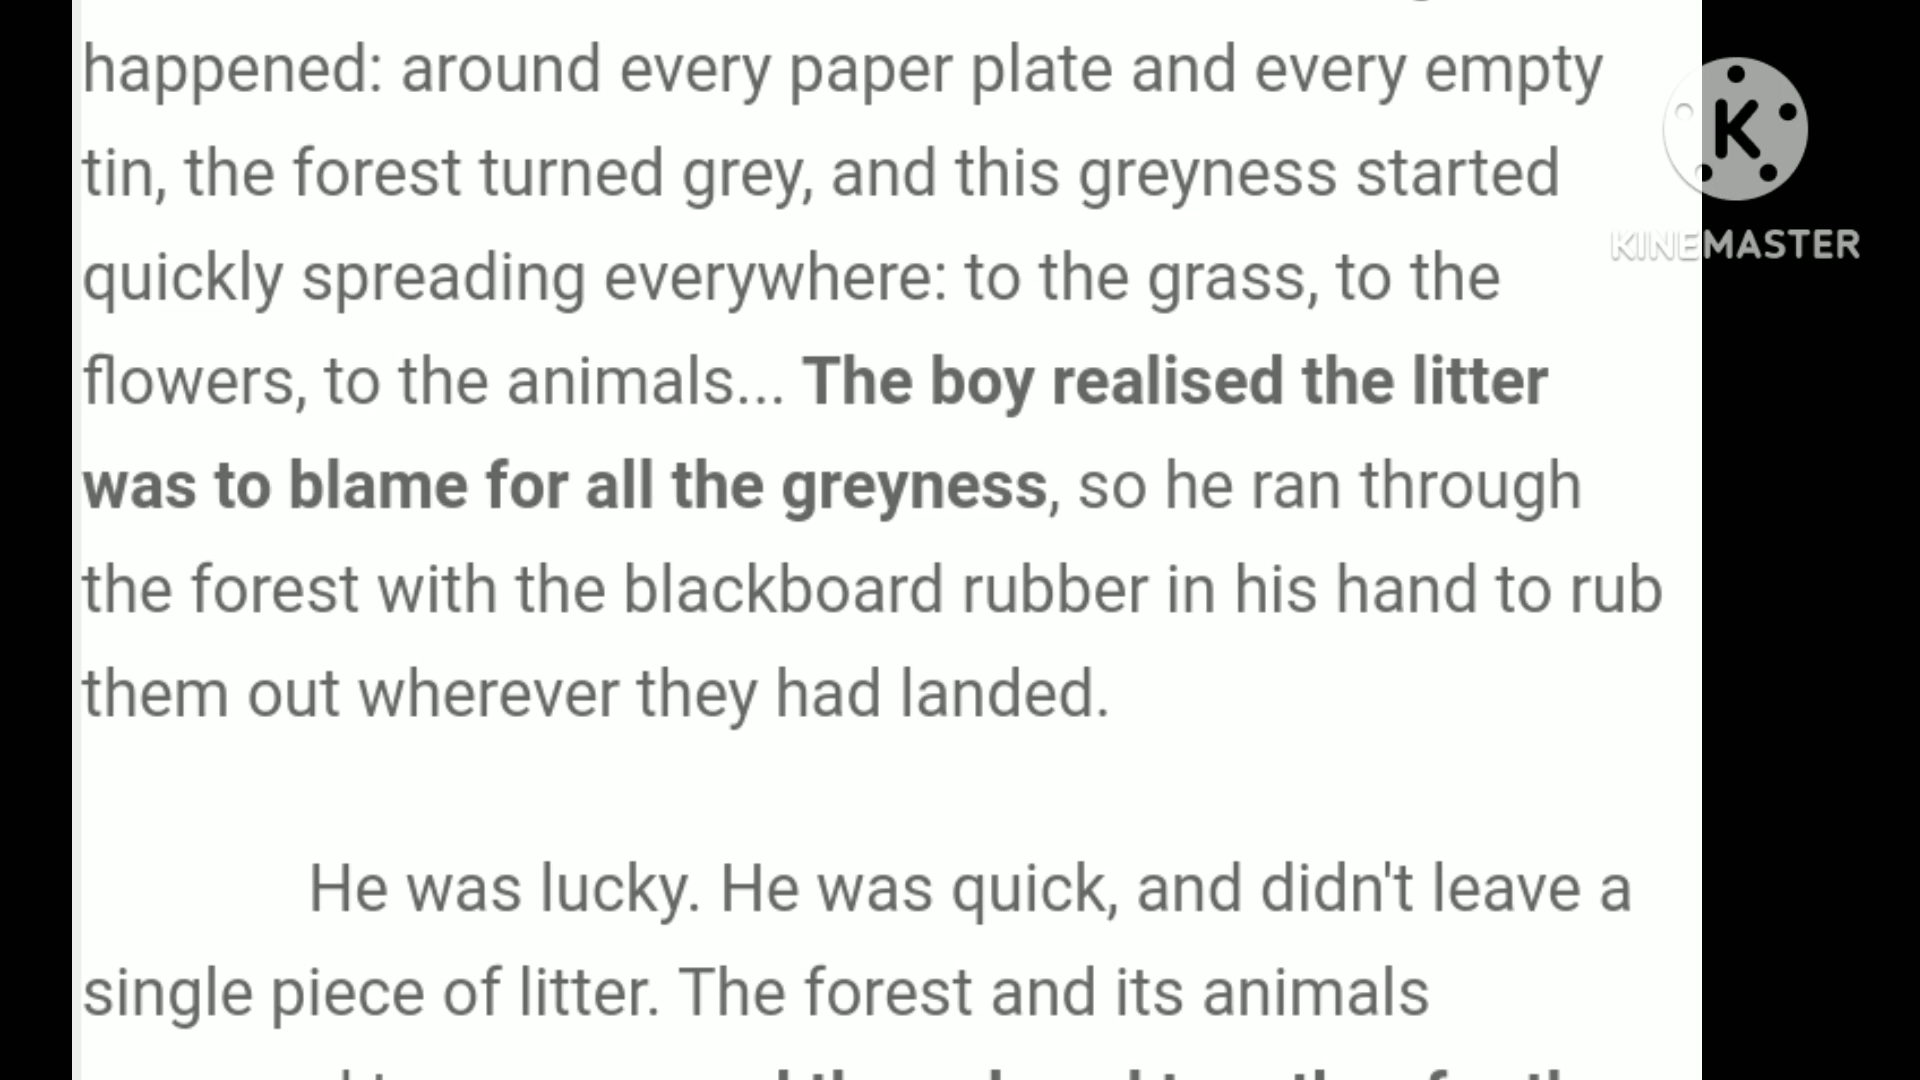 happened: around every paper plate and every empty
tin, the forest turned grey, and this greyness started
quickly spreading everywhere: to the grass, to the
flowers, to the animals... The boy realised the litter
was to blame for all the greyness, so he ran through
the forest with the blackboard rubber in his hand to rub
them out wherever they had landed.
He was lucky. He was quick, and didn't leave a
single piece of litter. The forest and its animals
K
KINEMASTER